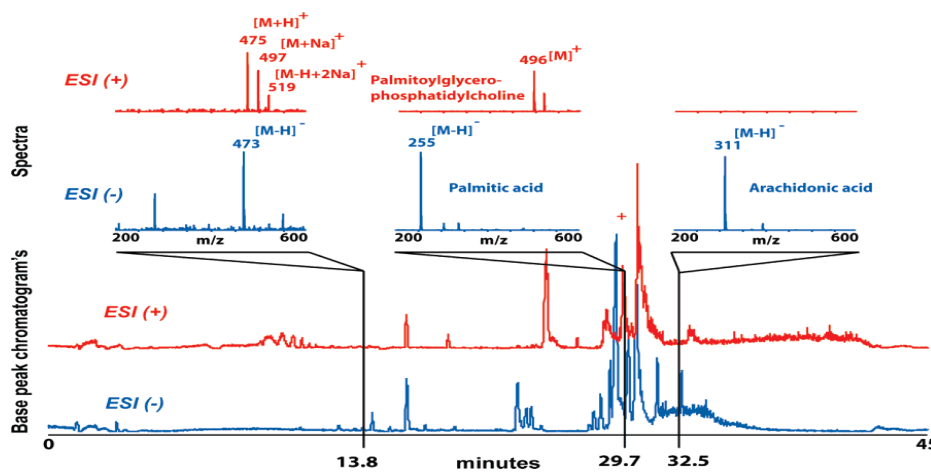 [M+H]+
475
[M+Na]+
497
[M-H+2Na]+
519
ESI (+)
Palmitoylglycero-
phosphatidylcholine
496 [M]+
Spectra
ESI (-)
[M-H]-
473
[M-H]-
255
Palmitic acid
[M-H]-
311
Arachidonic acid
200 m/z 600
200 m/z 600
200 m/z 600
+
Base peak chromatogram's
ESI (+)
ESI (-)
0 13.8 minutes 29.7 32.5 45